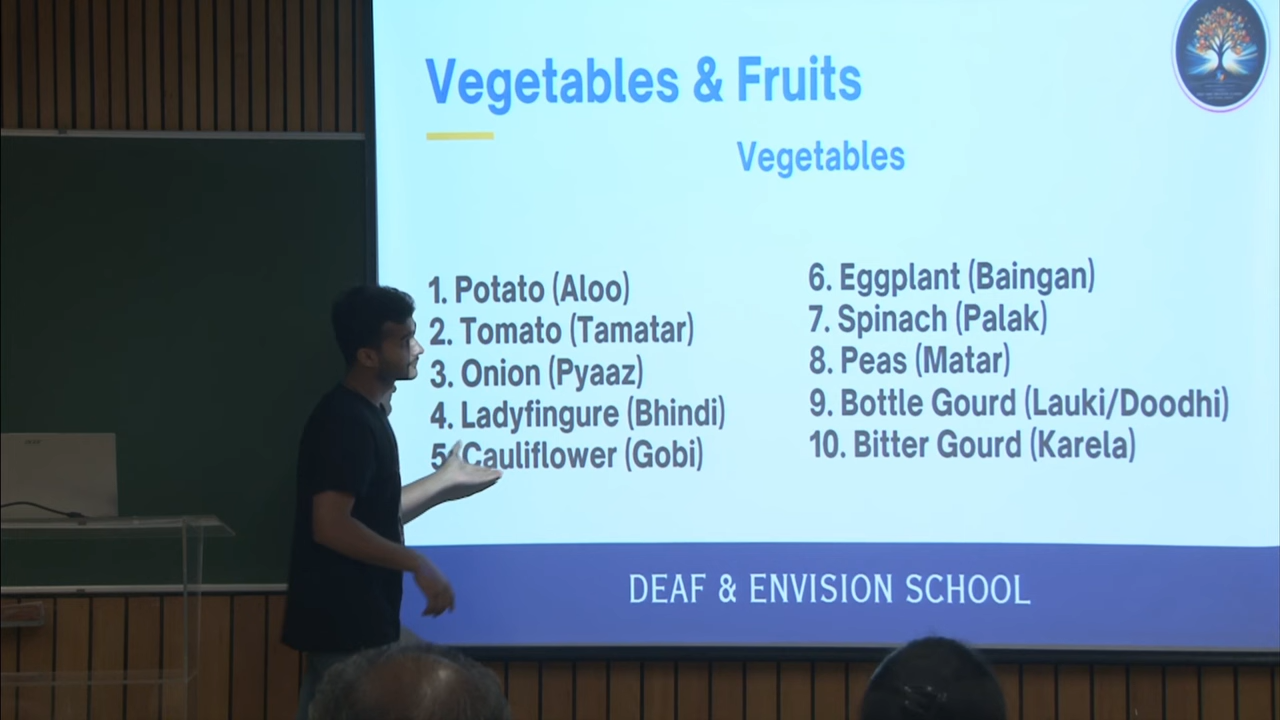 Vegetables & Fruits
Vegetables
1. Potato (Aloo)
2. Tomato (Tamatar)
3. Onion (Pyaaz)
4. Ladyfingure (Bhindi)
5. Cauliflower (Gobi)
6. Eggplant (Baingan)
7. Spinach (Palak)
8. Peas (Matar)
9. Bottle Gourd (Lauki/Doodhi)
10. Bitter Gourd (Karela)
DEAF & ENVISION SCHOOL